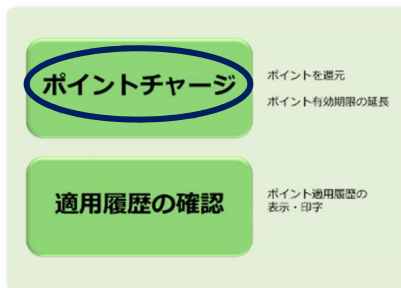 ポイントチャージ
ポイントを還元
ポイント有効期限の延長
適用履歴の確認
ポイント適用履歴の
表示・印字